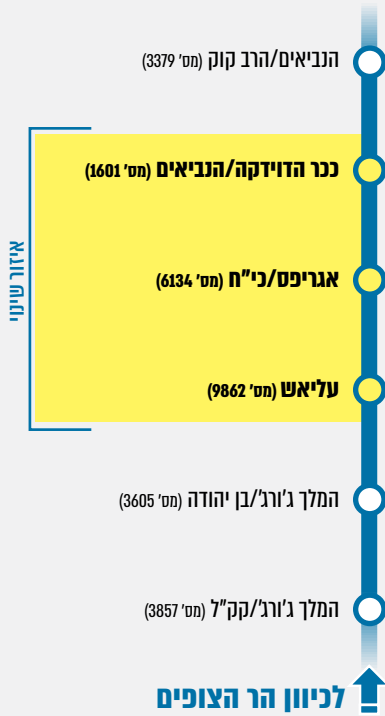 הנביאים/הרב קוק (מס' 3379)
ככר הדוידקה/הנביאים (מס' 1601)
אגריפס/כי"ח (מס' 6134)
עליאש (מס' 9862)
איזור שינוי
המלך ג'ורג'/בן יהודה (מס' 3605)
המלך ג'ורג'/קק"ל (מס' 3857)
לכיוון הר הצופים